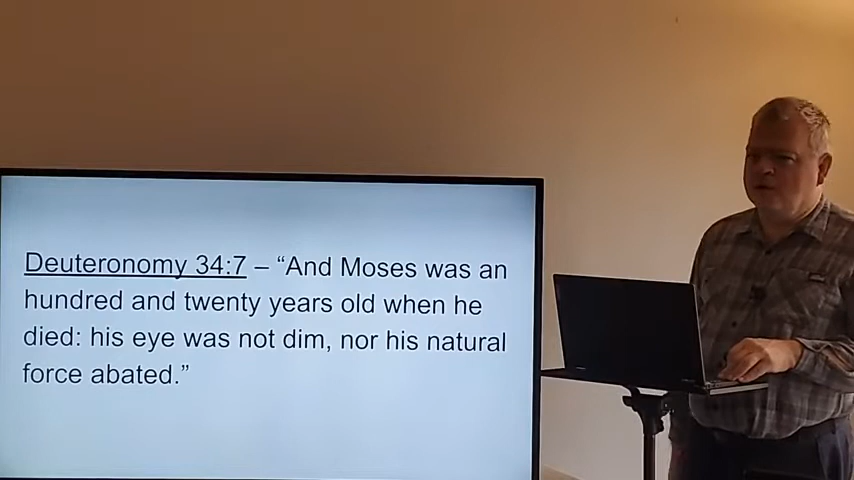 Deuteronomy 34:7 – “And Moses was an
hundred and twenty years old when he
died: his eye was not dim, nor his natural
force abated.”